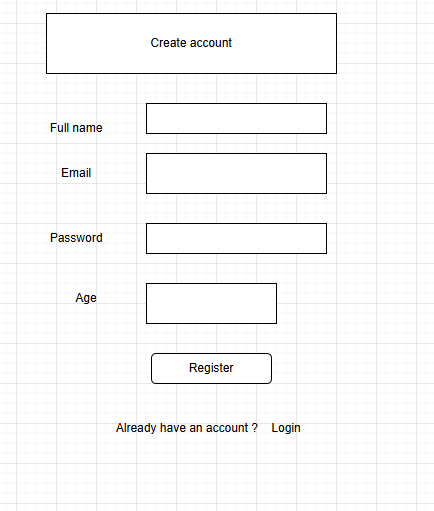 Create account
Full name
Email
Password
Age
Register
Already have an account ? Login